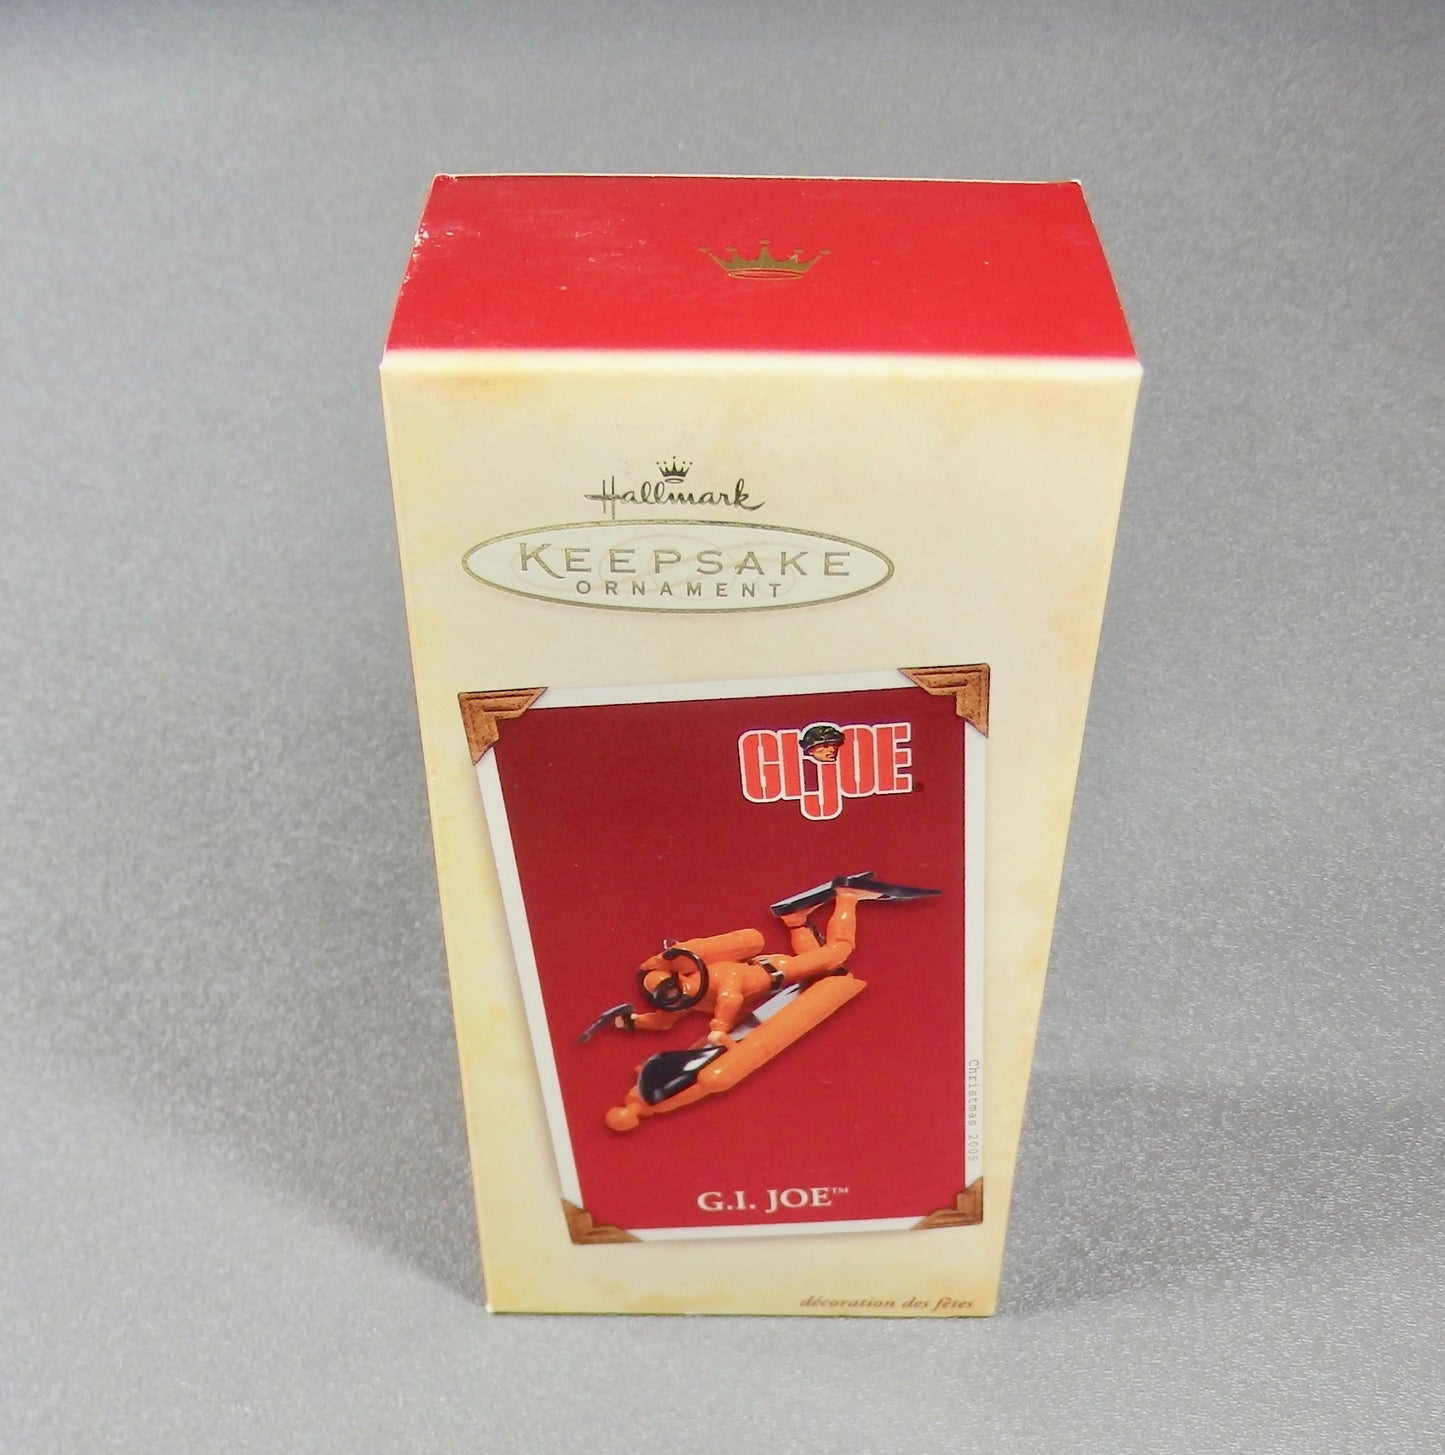 Hallmark
KEEPSAKE
ORNAMENT
GI JOE
Christmas 2005
G.I. JOE™
décoration des fêtes